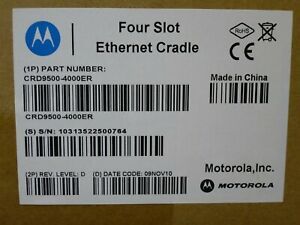 Four Slot
Ethernet Cradle
RoHS
CE
(1P) PART NUMBER:
CRD9500-4000ER
CRD9500-4000ER
Made in China
(S) S/N: 10313522500764
Motorola,Inc.
(2P) REV. LEVEL: D (D) DATE CODE: 09NOV10
MOTOROLA